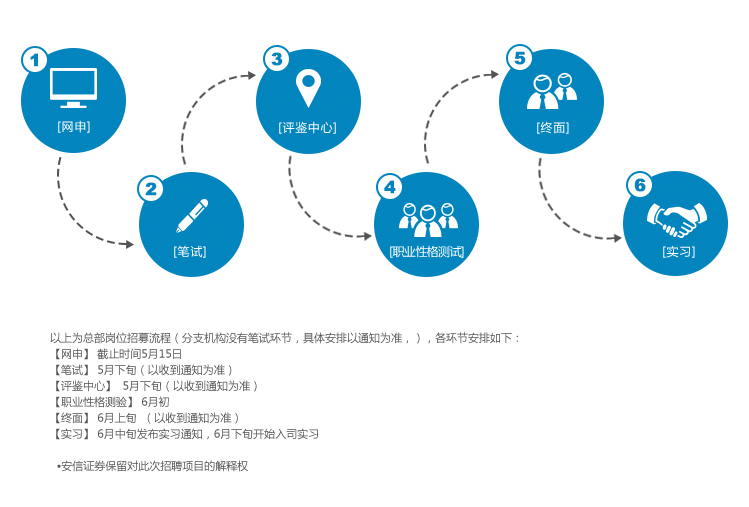 1
[网申]
2
[笔试]
3
[评鉴中心]
4
[职业性格测试]
5
[终面]
6
[实习]
以上为总部岗位招募流程（分支机构没有笔试环节，具体安排以通知为准，），各环节安排如下：
【网申】 截止时间5月15日
【笔试】 5月下旬（以收到通知为准）
【评鉴中心】 5月下旬（以收到通知为准）
【职业性格测验】 6月初
【终面】 6月上旬 （以收到通知为准）
【实习】 6月中旬发布实习通知，6月下旬开始入司实习
•安信证券保留对此次招聘项目的解释权